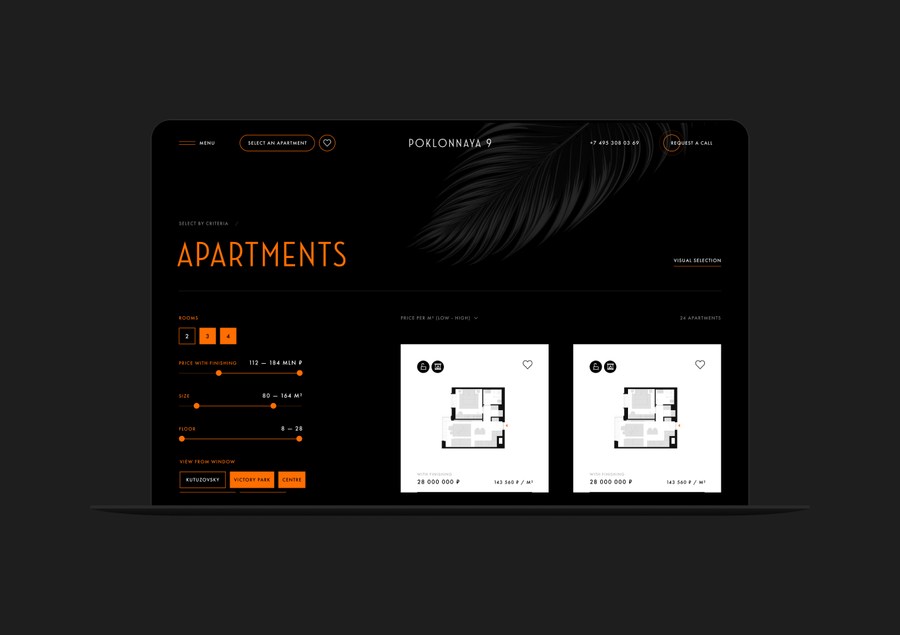 MENU
SELECT AN APARTMENT
POKLONNAYA 9
+7 495 308 03 69
REQUEST A CALL
SELECT BY CRITERIA /
APARTMENTS
VISUAL SELECTION
ROOMS
2 3 4
PRICE WITH FINISHING 112 — 184 MLN ₽
SIZE 80 — 164 M²
FLOOR 8 — 28
VIEW FROM WINDOW
KUTUZOVSKY VICTORY PARK CENTRE
PRICE PER M² (LOW - HIGH)
24 APARTMENTS
WITH FINISHING
28 000 000 ₽ 143 560 ₽ / M²
WITH FINISHING
28 000 000 ₽ 143 560 ₽ / M²